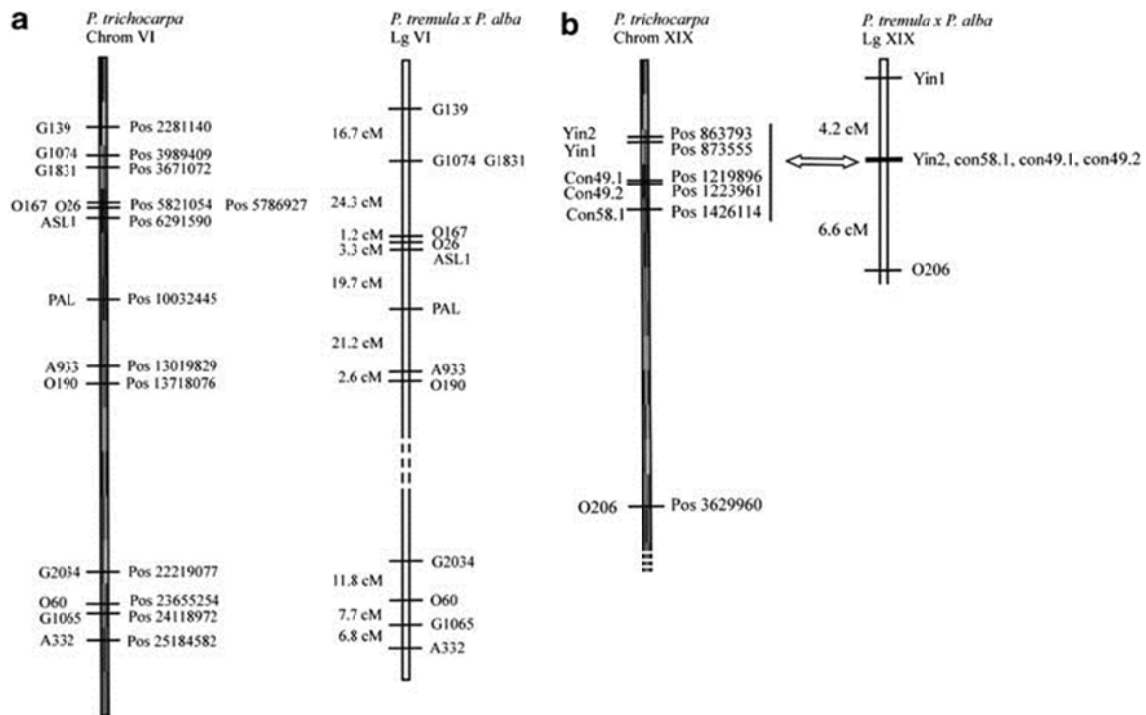 a
P. trichocarpa
Chrom VI
G139 Pos 2281140
G1074 Pos 3989409
G1831 Pos 3671072
O167 O26 Pos 5821054 Pos 5786927
ASL1 Pos 6291590
PAL Pos 10032445
A933 Pos 13019829
O190 Pos 13718076
G2034 Pos 22219077
O60 Pos 23655254
G1065 Pos 24118972
A332 Pos 25184582
P. tremula x P. alba
Lg VI
G139
16.7 cM
G1074 G1831
24.3 cM
O167
1.2 cM
O26
3.3 cM
ASL1
19.7 cM
PAL
21.2 cM
A933
2.6 cM
O190
G2034
11.8 cM
O60
7.7 cM
G1065
6.8 cM
A332
b
P. trichocarpa
Chrom XIX
Yin2 Pos 863793
Yin1 Pos 873555
Con49.1 Pos 1219896
Con49.2 Pos 1223961
Con58.1 Pos 1426114
O206 Pos 3629960
P. tremula x P. alba
Lg XIX
Yin1
4.2 cM
Yin2, con58.1, con49.1, con49.2
6.6 cM
O206